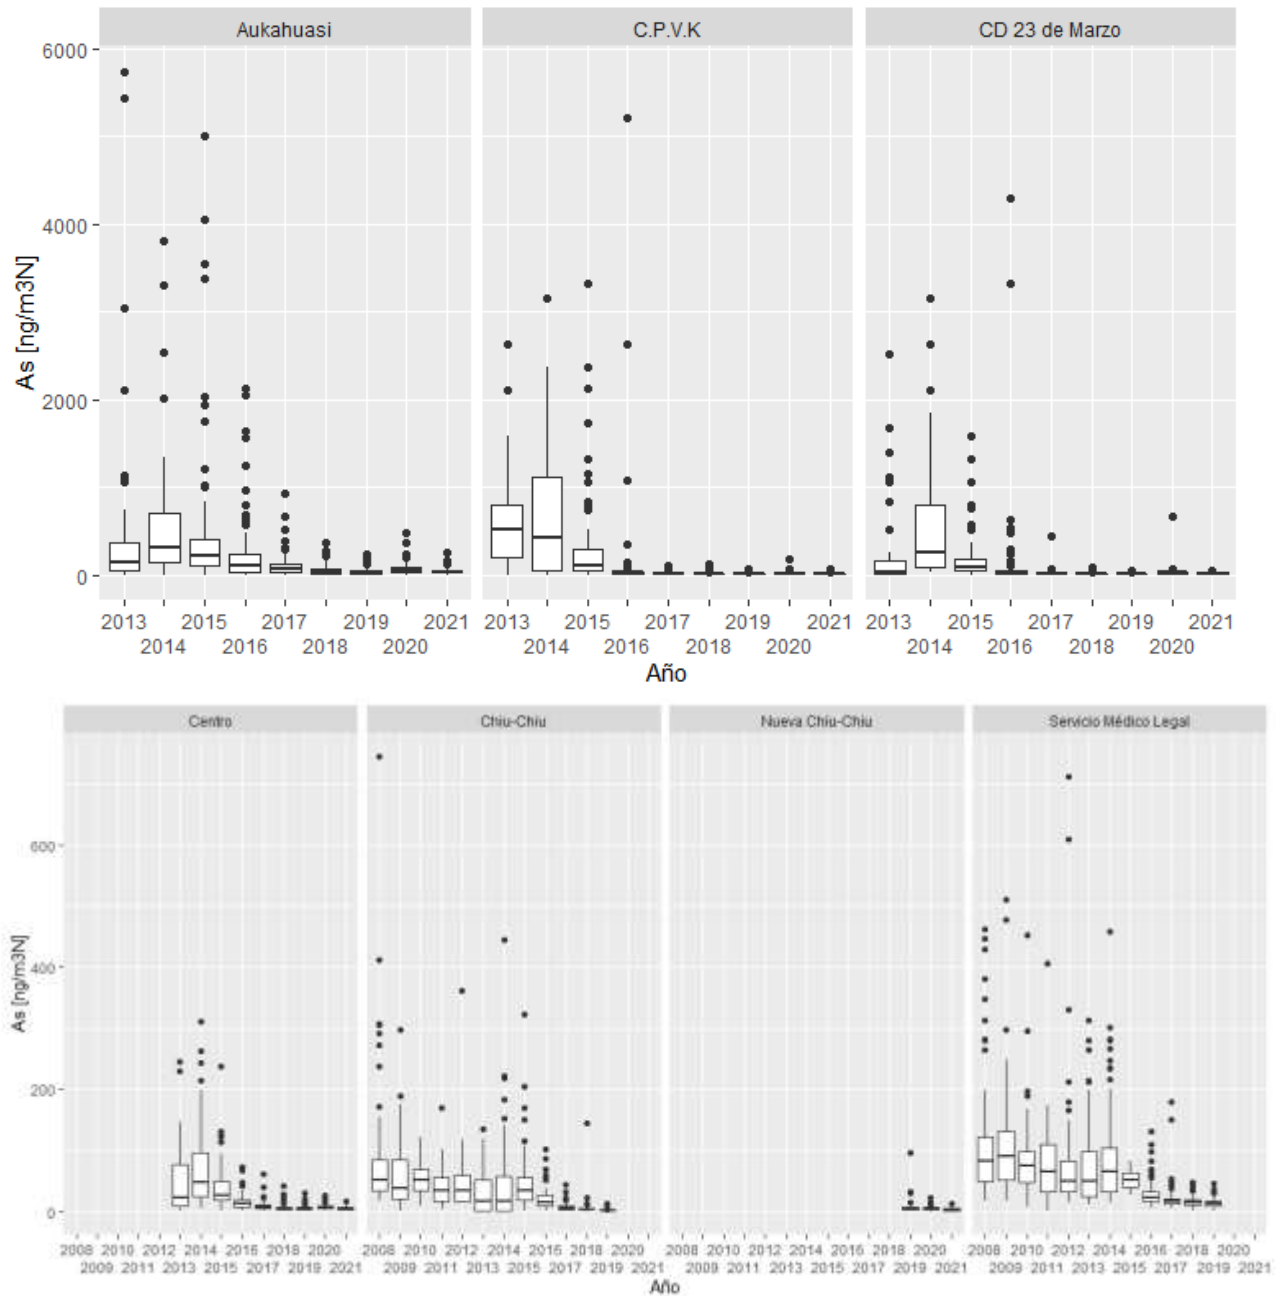 Aukahuasi C.P.V.K CD 23 de Marzo
6000
4000
2000
0
As [ng/m3N]
2013 2015 2017 2019 2021 2013 2015 2017 2019 2021 2013 2015 2017 2019 2021
2014 2016 2018 2020 2014 2016 2018 2020 2014 2016 2018 2020
Año
Centro Chiu-Chiu Nueva Chiu-Chiu Servicio Médico Legal
600
400
200
0
As [ng/m3N]
2008 2010 2012 2014 2016 2018 2020 2008 2010 2012 2014 2016 2018 2020 2008 2010 2012 2014 2016 2018 2020 2008 2010 2012 2014 2016 2018 2020
2009 2011 2013 2015 2017 2019 2021 2009 2011 2013 2015 2017 2019 2021 2009 2011 2013 2015 2017 2019 2021 2009 2011 2013 2015 2017 2019 2021
Año